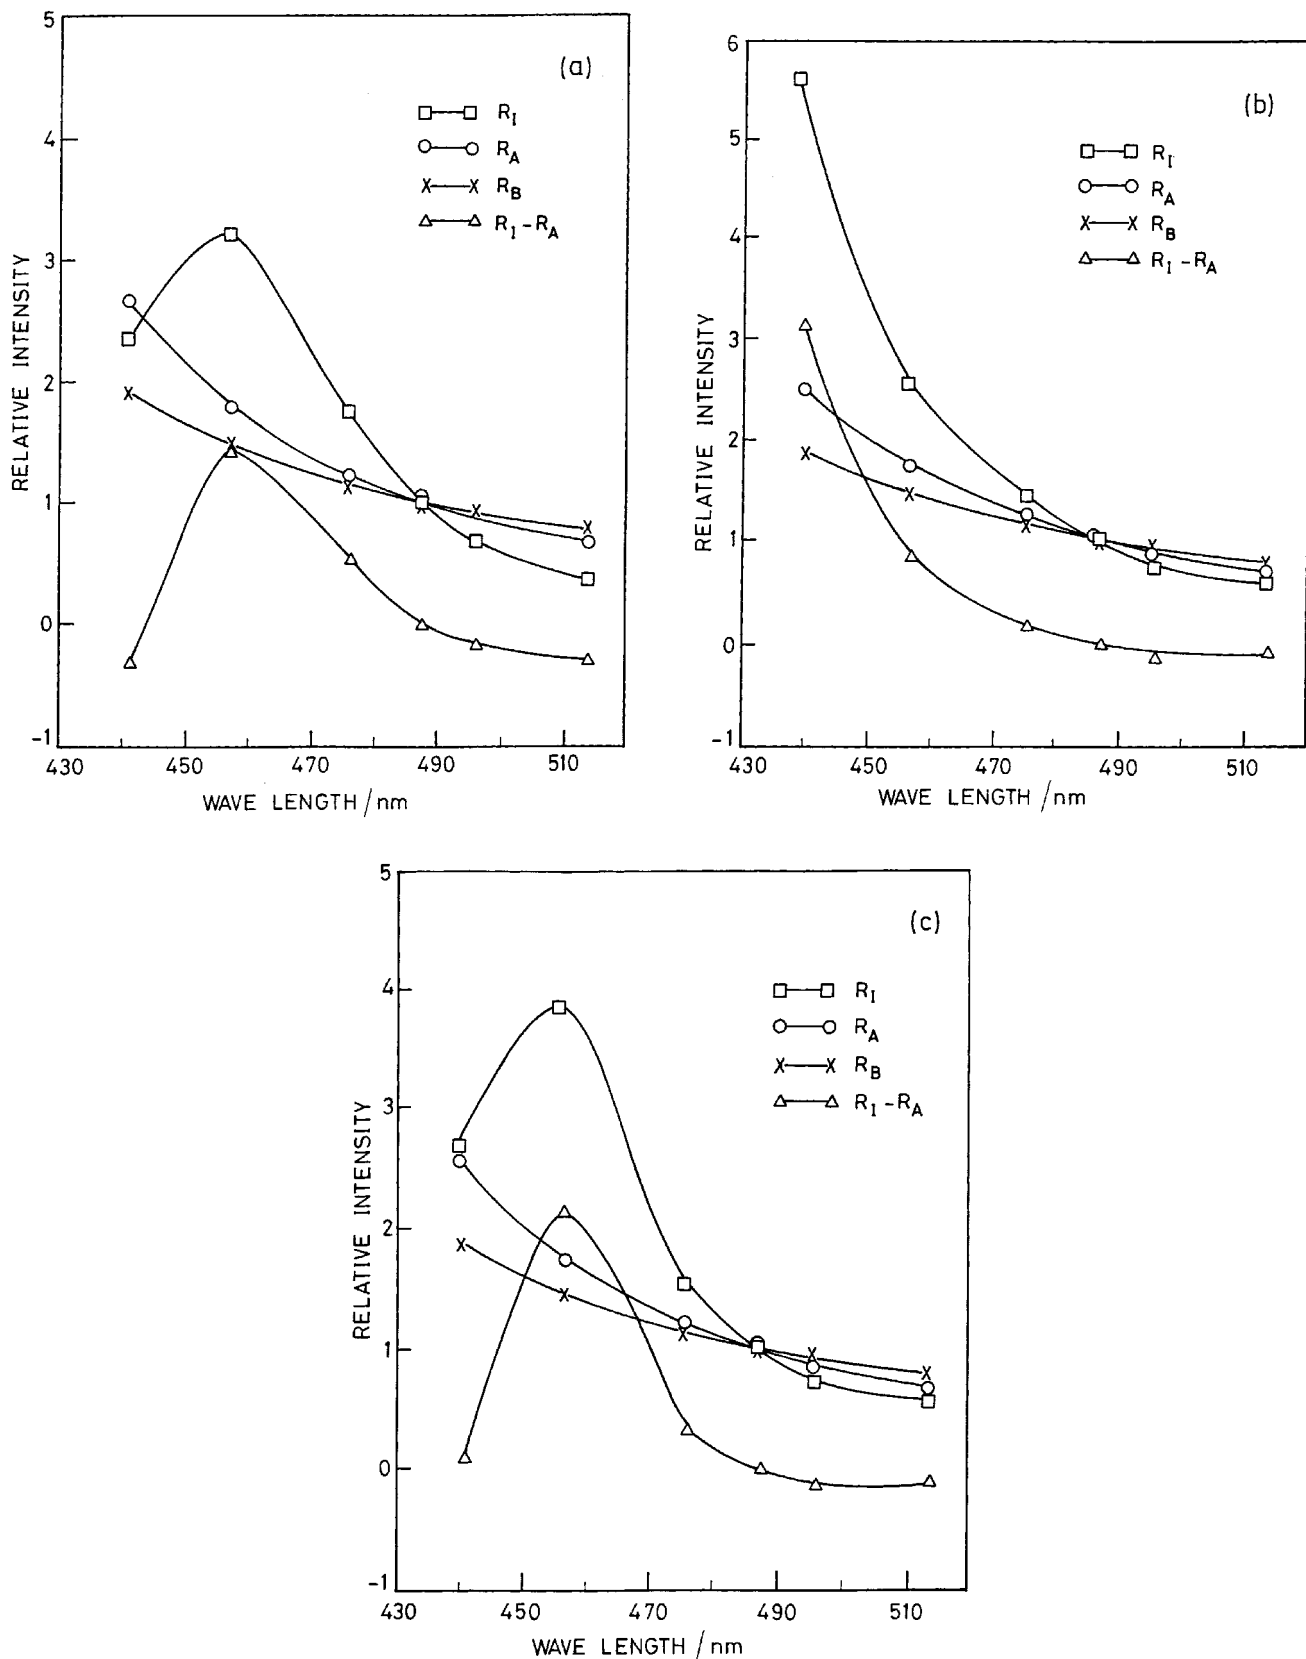 (a)
R_I
R_A
R_B
R_I-R_A
RELATIVE INTENSITY
5
4
3
2
1
0
-1
430 450 470 490 510
WAVE LENGTH/nm
(b)
R_I
R_A
R_B
R_I-R_A
RELATIVE INTENSITY
6
5
4
3
2
1
0
-1
430 450 470 490 510
WAVE LENGTH/nm
(c)
R_I
R_A
R_B
R_I-R_A
RELATIVE INTENSITY
5
4
3
2
1
0
-1
430 450 470 490 510
WAVE LENGTH/nm